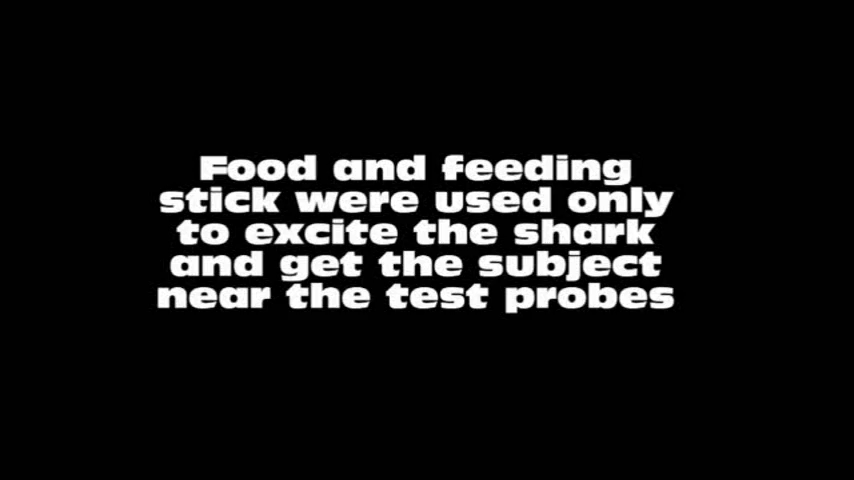 Food and feeding
stick were used only
to excite the shark
and get the subject
near the test probes